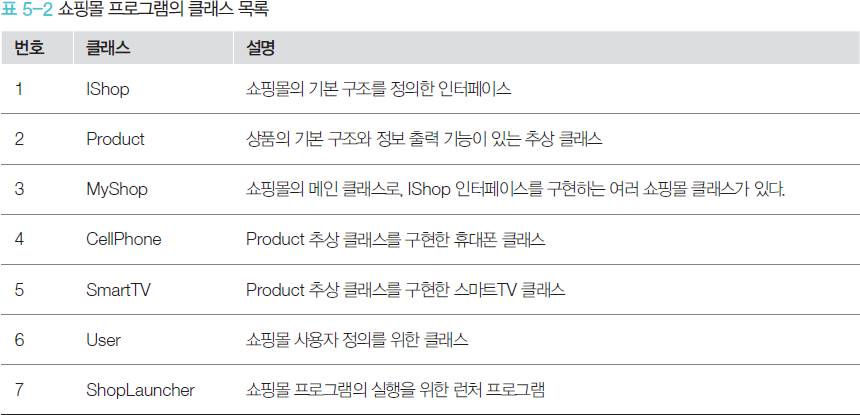 표 5-2 쇼핑몰 프로그램의 클래스 목록
번호 클래스 설명
1 IShop 쇼핑몰의 기본 구조를 정의한 인터페이스
2 Product 상품의 기본 구조와 정보 출력 기능이 있는 추상 클래스
3 MyShop 쇼핑몰의 메인 클래스로, IShop 인터페이스를 구현하는 여러 쇼핑몰 클래스가 있다.
4 CellPhone Product 추상 클래스를 구현한 휴대폰 클래스
5 SmartTV Product 추상 클래스를 구현한 스마트TV 클래스
6 User 쇼핑몰 사용자 정의를 위한 클래스
7 ShopLauncher 쇼핑몰 프로그램의 실행을 위한 런처 프로그램